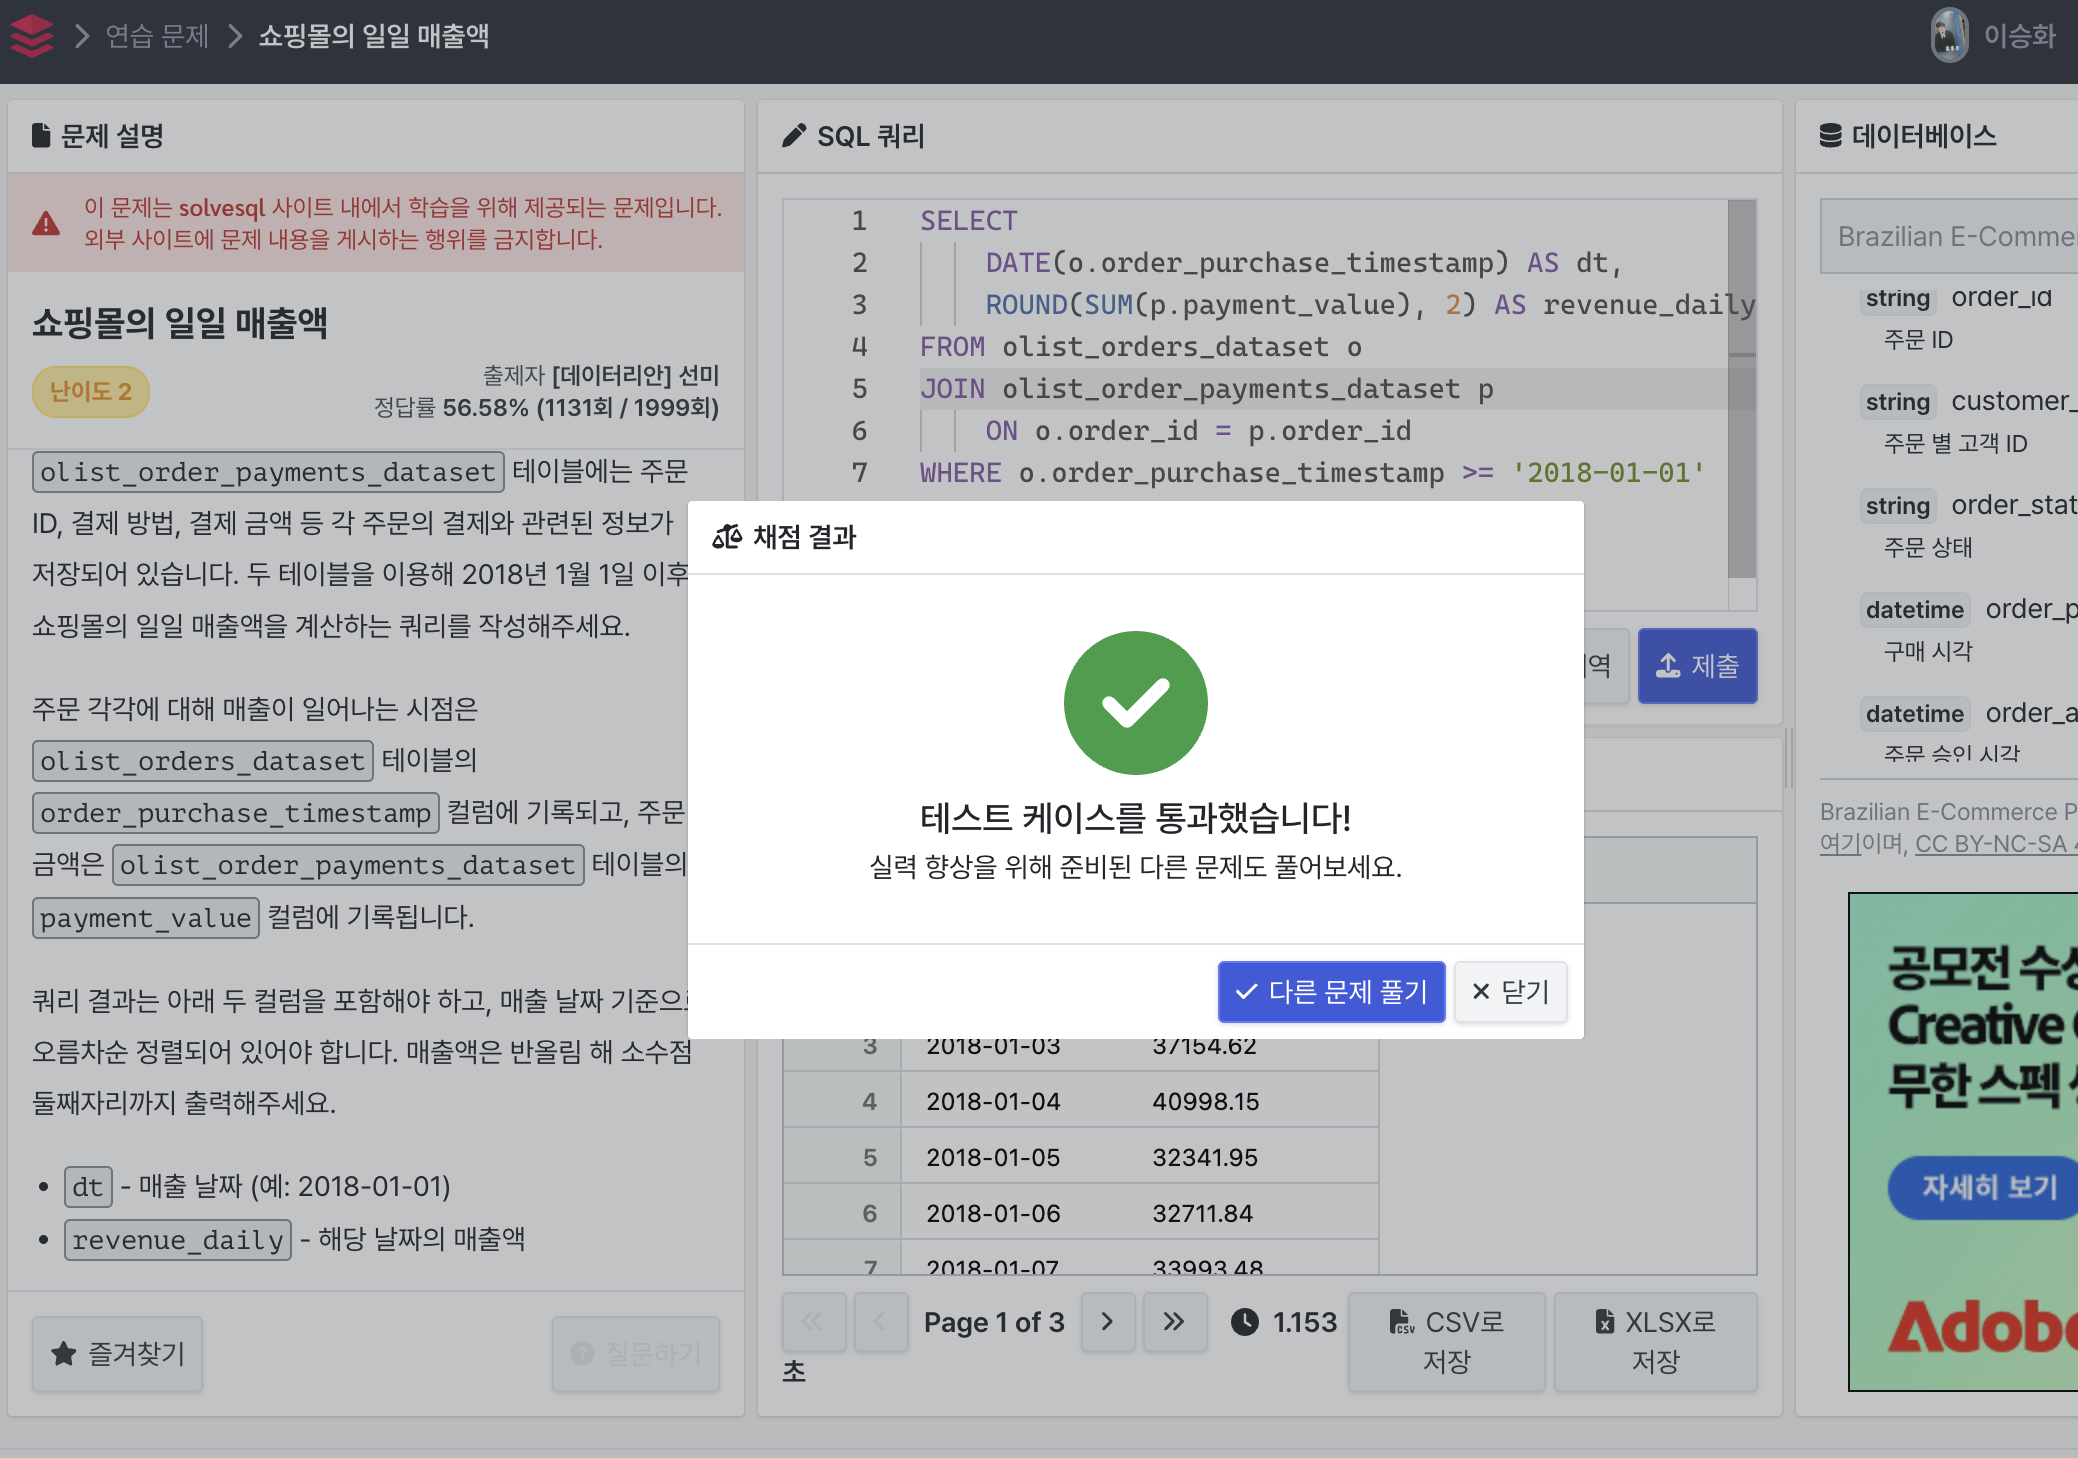 연습 문제
쇼핑몰의 일일 매출액
이승화
문제 설명
이 문제는 solvesql 사이트 내에서 학습을 위해 제공되는 문제입니다.
외부 사이트에 문제 내용을 게시하는 행위를 금지합니다.
쇼핑몰의 일일 매출액
난이도 2
출제자 [데이터리안] 선미
정답률 56.58% (1131회 / 1999회)
olist_order_payments_dataset 테이블에는 주문
ID, 결제 방법, 결제 금액 등 각 주문의 결제와 관련된 정보가
저장되어 있습니다. 두 테이블을 이용해 2018년 1월 1일 이후
쇼핑몰의 일일 매출액을 계산하는 쿼리를 작성해주세요.
주문 각각에 대해 매출이 일어나는 시점은
olist_orders_dataset 테이블의
order_purchase_timestamp 컬럼에 기록되고, 주문
금액은 olist_order_payments_dataset 테이블의
payment_value 컬럼에 기록됩니다.
쿼리 결과는 아래 두 컬럼을 포함해야 하고, 매출 날짜 기준으로
오름차순 정렬되어 있어야 합니다. 매출액은 반올림 해 소수점
둘째자리까지 출력해주세요.
• dt - 매출 날짜 (예: 2018-01-01)
• revenue_daily - 해당 날짜의 매출액
즐겨찾기
질문하기
SQL 쿼리
1 SELECT
2 DATE(o.order_purchase_timestamp) AS dt,
3 ROUND(SUM(p.payment_value), 2) AS revenue_daily
4 FROM olist_orders_dataset o
5 JOIN olist_order_payments_dataset p
6 ON o.order_id = p.order_id
7 WHERE o.order_purchase_timestamp >= '2018-01-01'
역
제출
채점 결과
테스트 케이스를 통과했습니다!
실력 향상을 위해 준비된 다른 문제도 풀어보세요.
다른 문제 풀기
닫기
3 2018-01-03 37154.62
4 2018-01-04 40998.15
5 2018-01-05 32341.95
6 2018-01-06 32711.84
7 2018-01-07 33993.48
Page 1 of 3
1.153
초
CSV로
저장
XLSX로
저장
데이터베이스
Brazilian E-Comme
string order_id
주문 ID
string customer_
주문 별 고객 ID
string order_stat
주문 상태
datetime order_p
구매 시각
datetime order_a
주문 승인 시각
Brazilian E-Commerce P
여기이며, CC BY-NC-SA 4
공모전 수상
Creative
무한 스펙
자세히 보기
Adobe